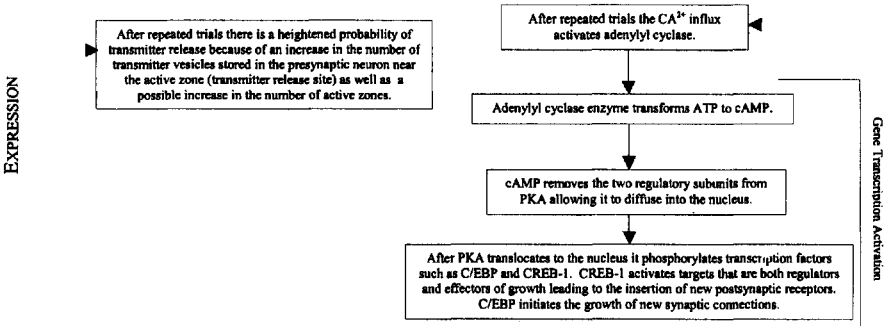 EXPRESSION
After repeated trials there is a heightened probability of
transmitter release because of an increase in the number of
transmitter vesicles stored in the presynaptic neuron near
the active zone (transmitter release site) as well as a
possible increase in the number of active zones.
After repeated trials the CA²⁺ influx
activates adenylyl cyclase.
Adenylyl cyclase enzyme transforms ATP to cAMP.
cAMP removes the two regulatory subunits from
PKA allowing it to diffuse into the nucleus.
After PKA translocates to the nucleus it phosphorylates transcription factors
such as C/EBP and CREB-1. CREB-1 activates targets that are both regulators
and effectors of growth leading to the insertion of new postsynaptic receptors.
C/EBP initiates the growth of new synaptic connections.
Gene Transcription Activation